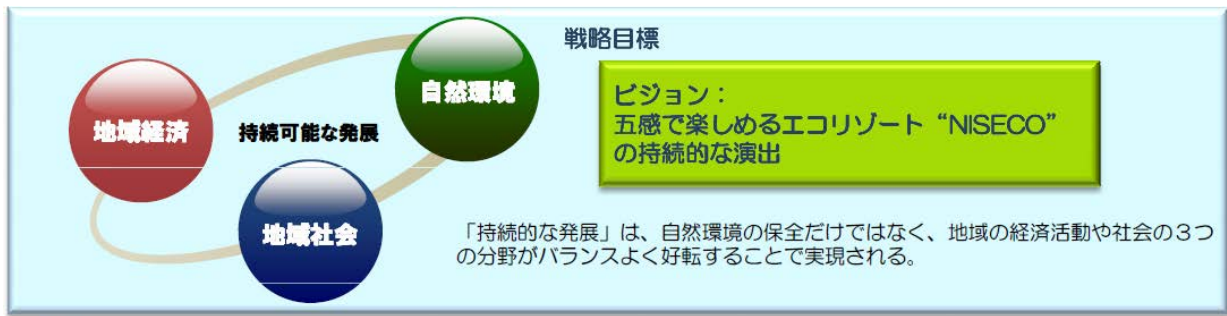 戦略目標
自然環境
地域経済
持続可能な発展
地域社会
ビジョン：
五感で楽しめるエコリゾート“NISECO”
の持続的な演出
「持続的な発展」は、自然環境の保全だけではなく、地域の経済活動や社会の３つ
の分野がバランスよく好転することで実現される。